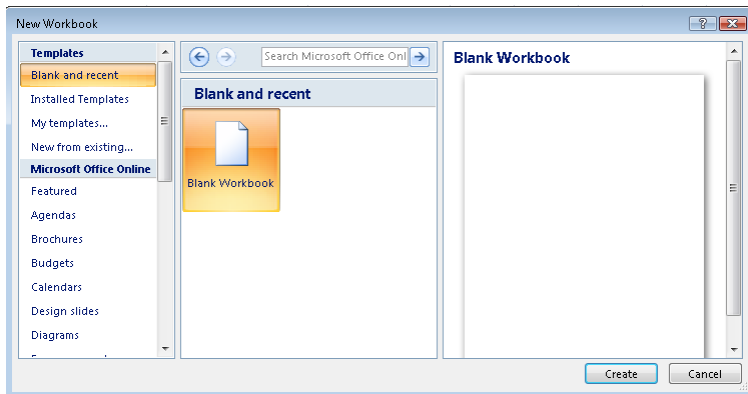 New Workbook
Templates
Blank and recent
Installed Templates
My templates...
New from existing...
Microsoft Office Online
Featured
Agendas
Brochures
Budgets
Calendars
Design slides
Diagrams
Search Microsoft Office Onl
Blank and recent
Blank Workbook
Blank Workbook
Create
Cancel